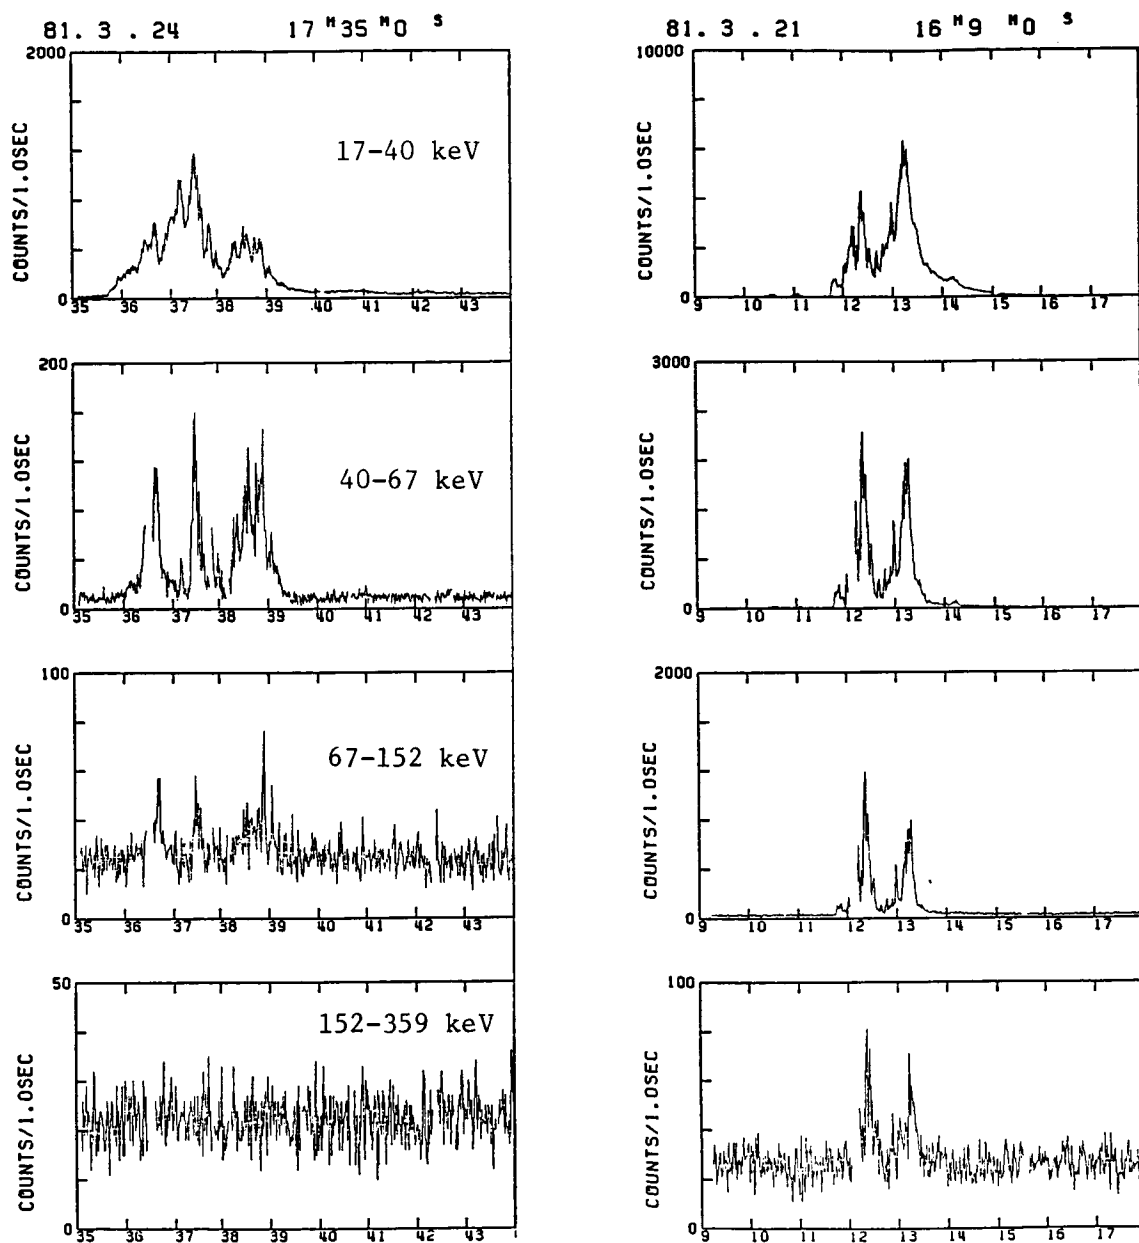 81. 3 . 24 17 H35 M0 S
2000
COUNTS/1.0SEC
17-40 keV
0
35 36 37 38 39 40 41 42 43
200
COUNTS/1.0SEC
40-67 keV
0
35 36 37 38 39 40 41 42 43
100
COUNTS/1.0SEC
67-152 keV
0
35 36 37 38 39 40 41 42 43
50
COUNTS/1.0SEC
152-359 keV
0
35 36 37 38 39 40 41 42 43
81. 3 . 21 16 H9 M0 S
10000
COUNTS/1.0SEC
0
9 10 11 12 13 14 15 16 17
3000
COUNTS/1.0SEC
0
9 10 11 12 13 14 15 16 17
2000
COUNTS/1.0SEC
0
9 10 11 12 13 14 15 16 17
100
COUNTS/1.0SEC
0
9 10 11 12 13 14 15 16 17